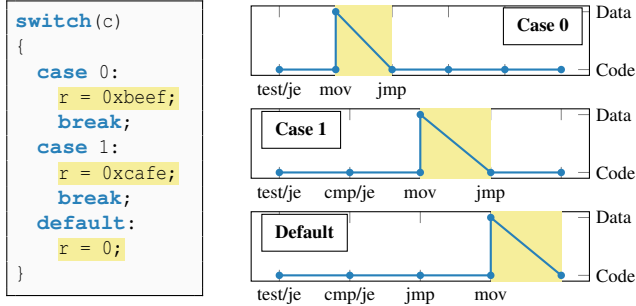 switch(c)
{
case 0:
r = 0xbeef;
break;
case 1:
r = 0xcafe;
break;
default:
r = 0;
}
Case 0
Data
Code
test/je mov jmp
Case 1
Data
Code
test/je cmp/je mov jmp
Default
Data
Code
test/je cmp/je jmp mov